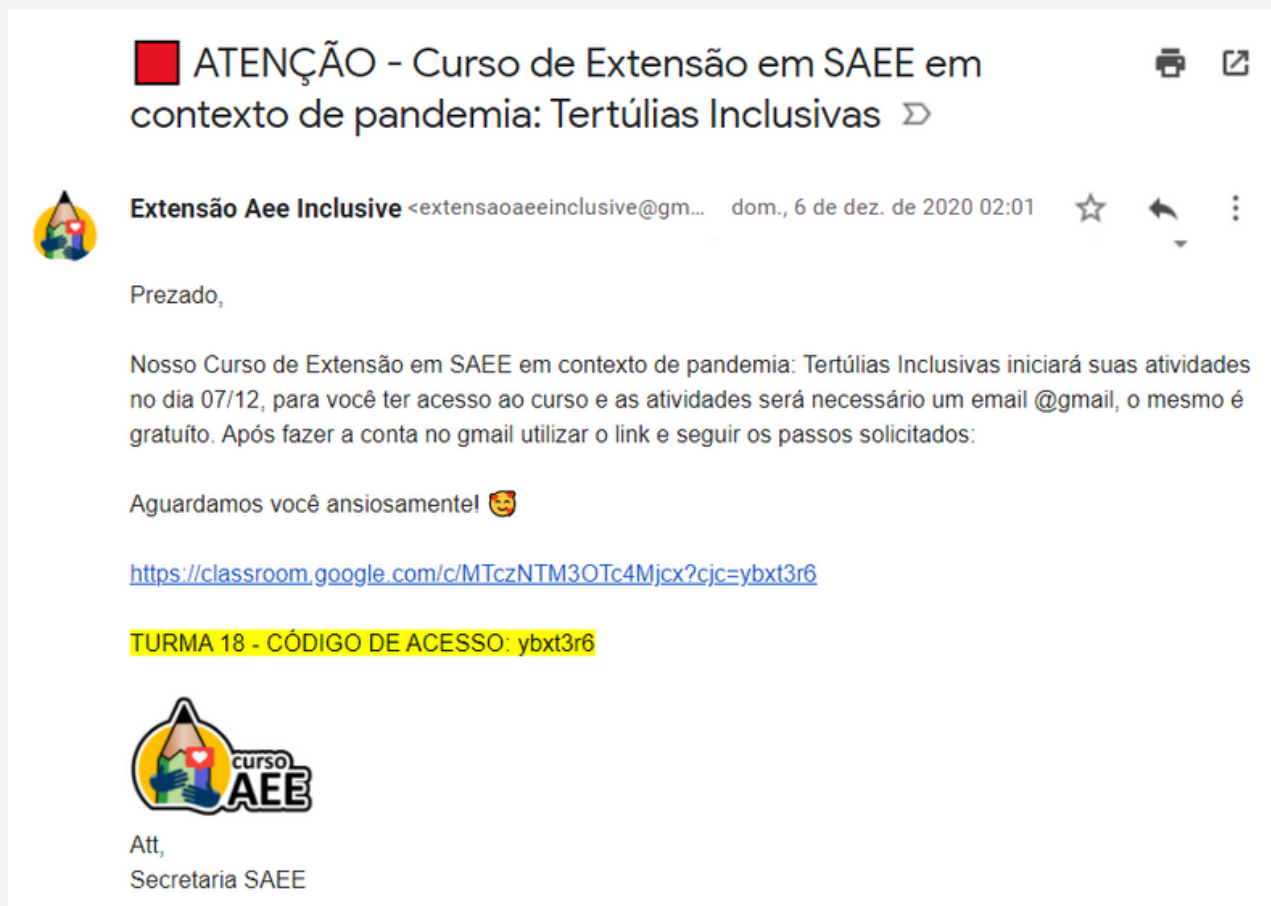 🟥 ATENÇÃO - Curso de Extensão em SAEE em
contexto de pandemia: Tertúlias Inclusivas
Extensão Aee Inclusive <extensaoaeeinclusive@gm... dom., 6 de dez. de 2020 02:01
Prezado,
Nosso Curso de Extensão em SAEE em contexto de pandemia: Tertúlias Inclusivas iniciará suas atividades
no dia 07/12, para você ter acesso ao curso e as atividades será necessário um email @gmail, o mesmo é
gratuíto. Após fazer a conta no gmail utilizar o link e seguir os passos solicitados:
Aguardamos você ansiosamente! 🥰
https://classroom.google.com/c/MTczNTM3OTc4Mjcx?cjc=ybxt3r6
TURMA 18 - CÓDIGO DE ACESSO: ybxt3r6
curso
AEE
Att,
Secretaria SAEE